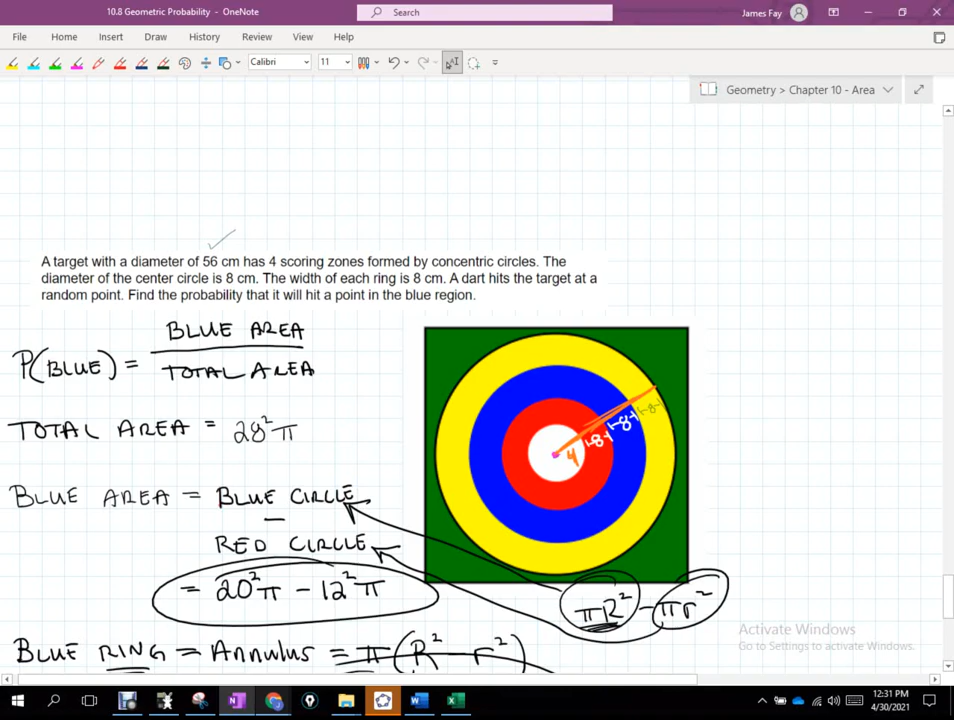 10.8 Geometric Probability - OneNote
Search
James Fay
File Home Insert Draw History Review View Help
Calibri 11
Geometry > Chapter 10 - Area
A target with a diameter of 56 cm has 4 scoring zones formed by concentric circles. The
diameter of the center circle is 8 cm. The width of each ring is 8 cm. A dart hits the target at a
random point. Find the probability that it will hit a point in the blue region.
P(BLUE) = BLUE AREA / TOTAL AREA
TOTAL AREA = 28²π
BLUE AREA = BLUE CIRCLE
-
RED CIRCLE
= 20²π - 12²π
4 8 8 8
πR² - πr²
BLUE RING = ANNULUS = π(R² - r²)
Activate Windows
Go to Settings to activate Windows.
12:31 PM
4/30/2021